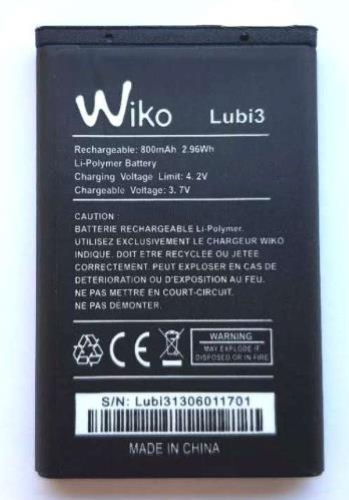 Wiko Lubi3
Rechargeable: 800mAh 2.96Wh
Li-Polymer Battery
Charging Voltage Limit: 4. 2V
Chargeable Voltage: 3. 7V
CAUTION :
BATTERIE RECHARGEABLE Li-Polymer.
UTILISEZ EXCLUSIVEMENT LE CHARGEUR WIKO
INDIQUE. DOIT ETRE RECYCLEE OU JETEE
CORRECTEMENT. PEUT EXPLOSER EN CAS DE
DETERIORATION OU D'EXPOSITION AU FEU.
NE PAS METTRE EN COURT-CIRCUIT.
NE PAS DÉMONTER.
CE
WARNING
MAY EXPLODE IF
DISPOSED OR IN FIRE
S/N: Lubi31306011701
MADE IN CHINA